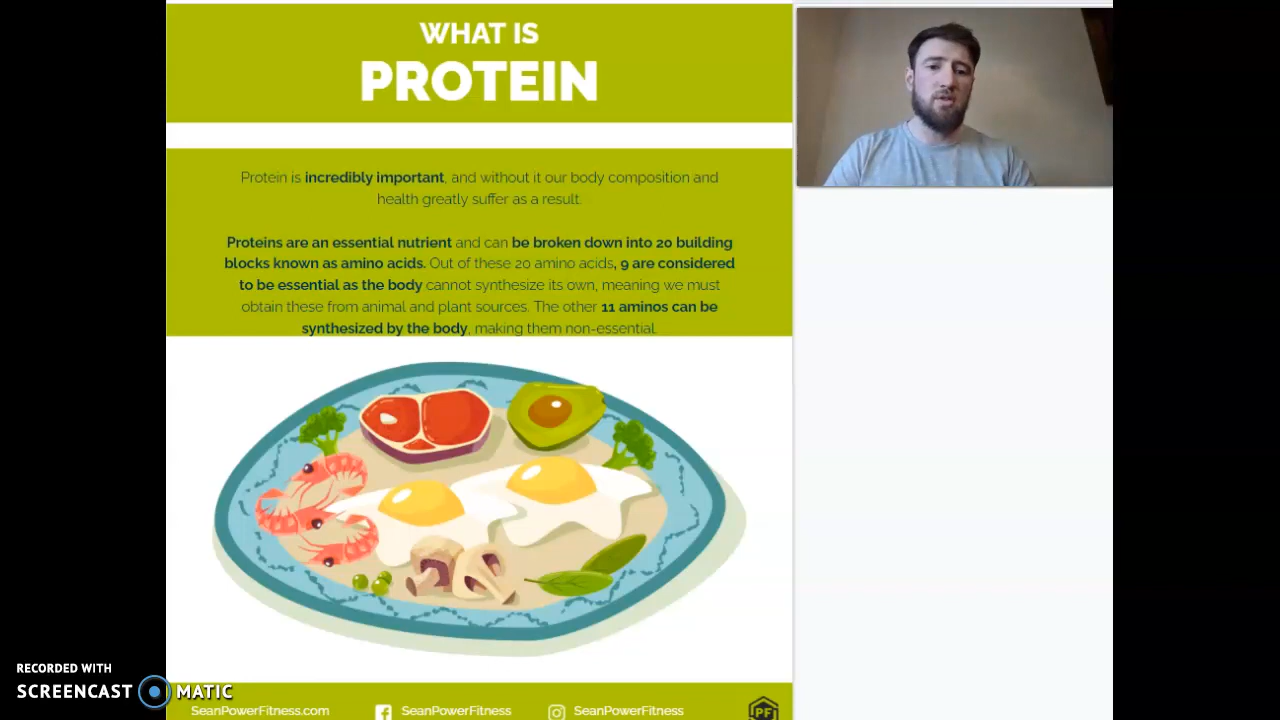 WHAT IS
PROTEIN
Protein is incredibly important, and without it our body composition and
health greatly suffer as a result.
Proteins are an essential nutrient and can be broken down into 20 building
blocks known as amino acids. Out of these 20 amino acids, 9 are considered
to be essential as the body cannot synthesize its own, meaning we must
obtain these from animal and plant sources. The other 11 aminos can be
synthesized by the body, making them non-essential.
RECORDED WITH
SCREENCAST MATIC
SeanPowerFitness.com SeanPowerFitness SeanPowerFitness
PF